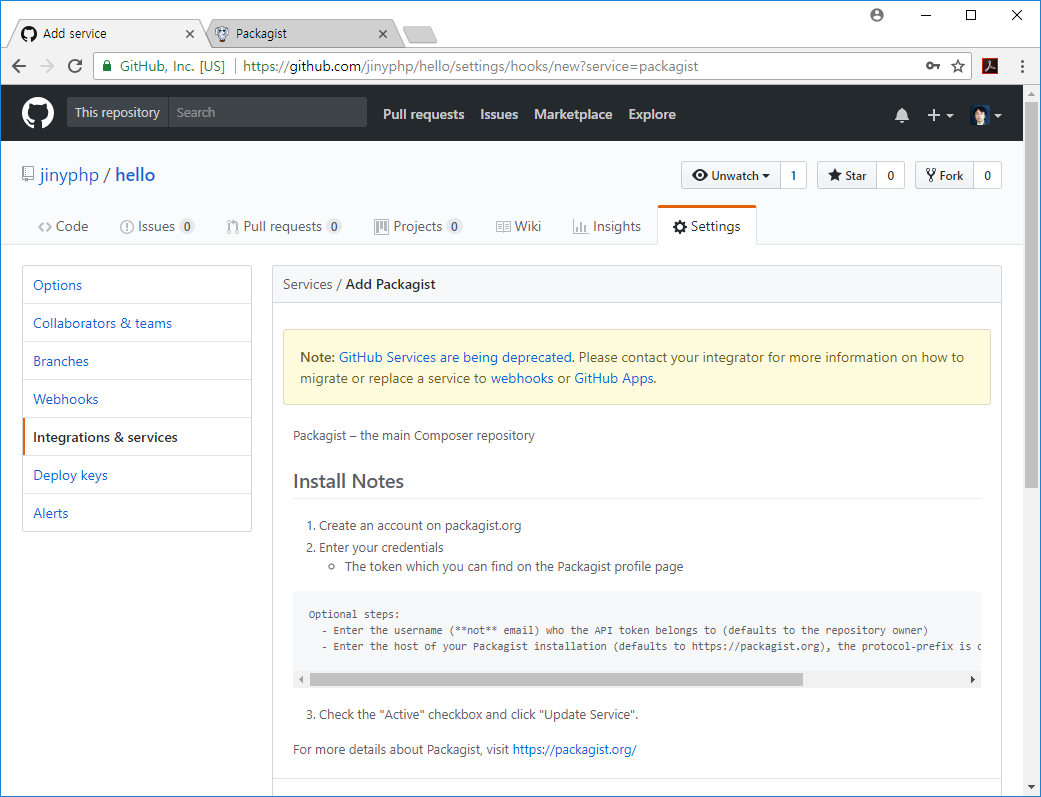 Add service
Packagist
GitHub, Inc. [US] | https://github.com/jinyphp/hello/settings/hooks/new?service=packagist
This repository Search Pull requests Issues Marketplace Explore
jinyphp / hello
Unwatch 1 Star 0 Fork 0
Code Issues 0 Pull requests 0 Projects 0 Wiki Insights Settings
Options
Collaborators & teams
Branches
Webhooks
Integrations & services
Deploy keys
Alerts
Services / Add Packagist
Note: GitHub Services are being deprecated. Please contact your integrator for more information on how to
migrate or replace a service to webhooks or GitHub Apps.
Packagist – the main Composer repository
Install Notes
1. Create an account on packagist.org
2. Enter your credentials
The token which you can find on the Packagist profile page
Optional steps:
- Enter the username (**not** email) who the API token belongs to (defaults to the repository owner)
- Enter the host of your Packagist installation (defaults to https://packagist.org), the protocol-prefix is
3. Check the "Active" checkbox and click "Update Service".
For more details about Packagist, visit https://packagist.org/